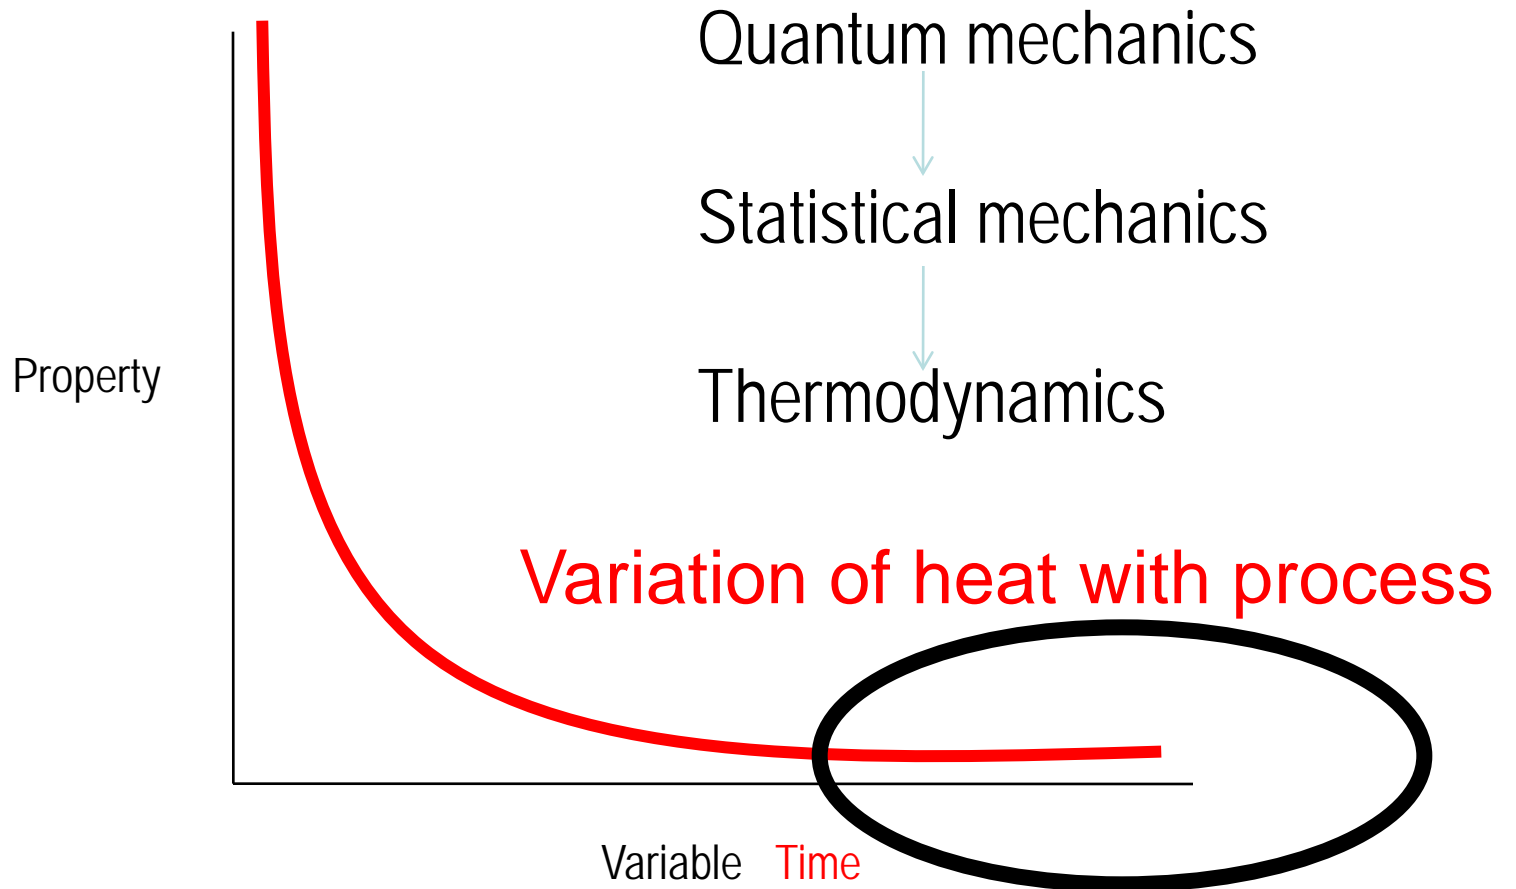 Quantum mechanics
Statistical mechanics
Property
Thermodynamics
Variation of heat with process
Variable Time